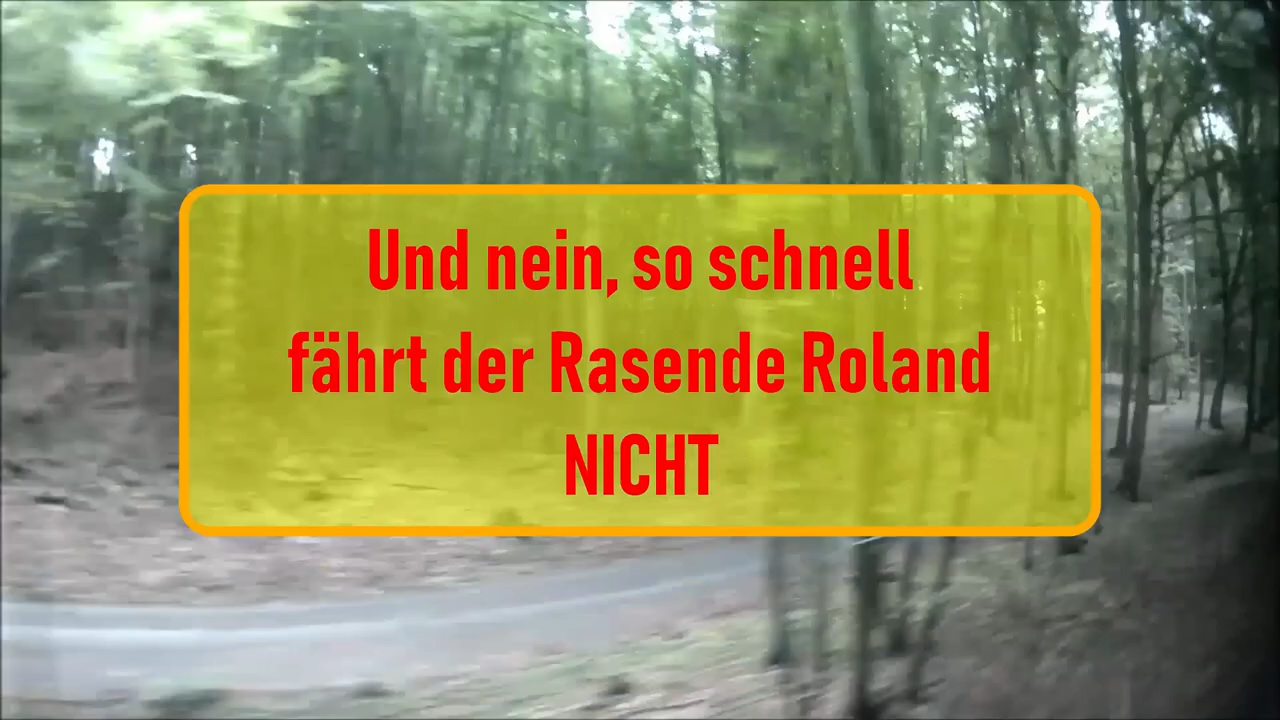 Und nein, so schnell
fährt der Rasende Roland
NICHT